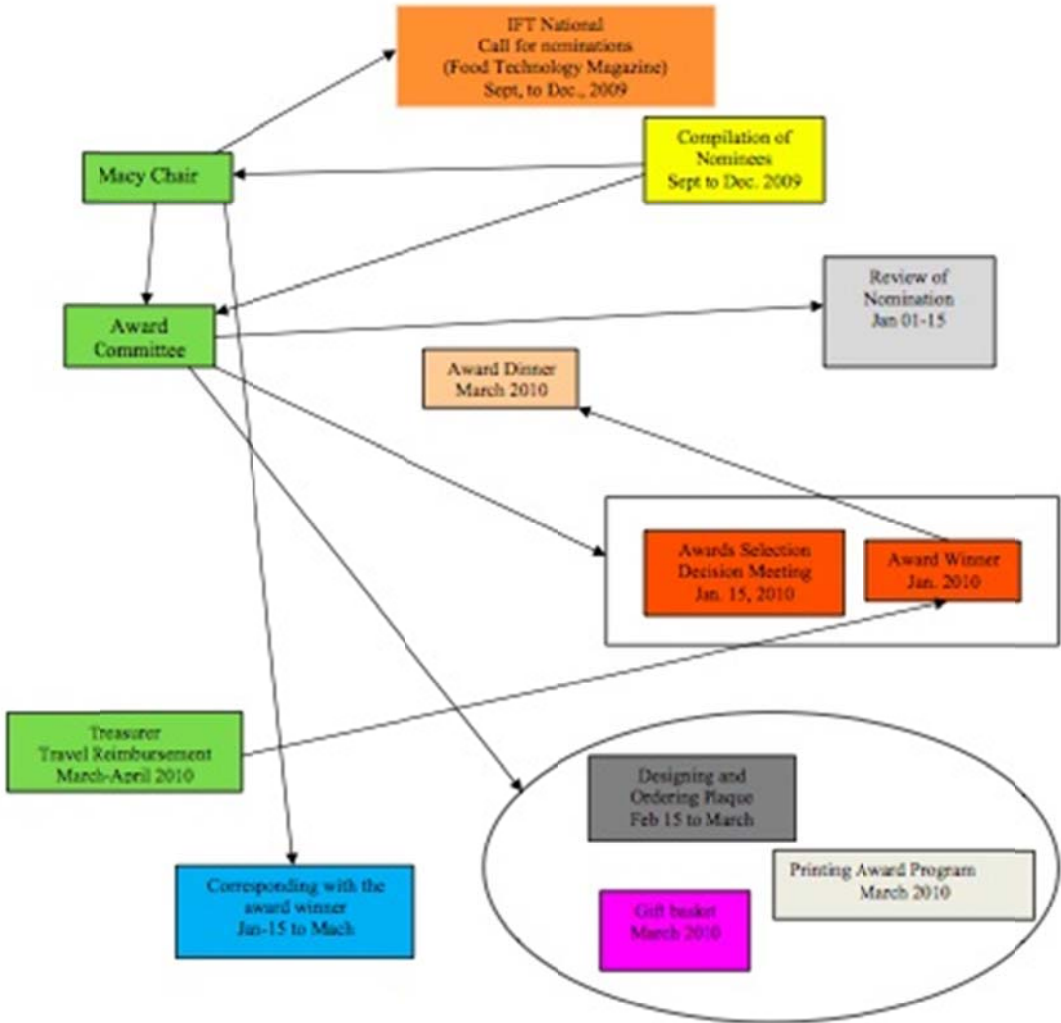 IFT National
Call for nominations
(Food Technology Magazine)
Sept, to Dec., 2009
Compilation of
Nominees
Sept to Dec. 2009
Macy Chair
Review of
Nomination
Jan 01-15
Award
Committee
Award Dinner
March 2010
Awards Selection
Decision Meeting
Jan. 15, 2010
Award Winner
Jan. 2010
Treasurer
Travel Reimbursement
March-April 2010
Designing and
Ordering Plaque
Feb 15 to March
Printing Award Program
March 2010
Corresponding with the
award winner
Jan-15 to Mach
Gift basket
March 2010